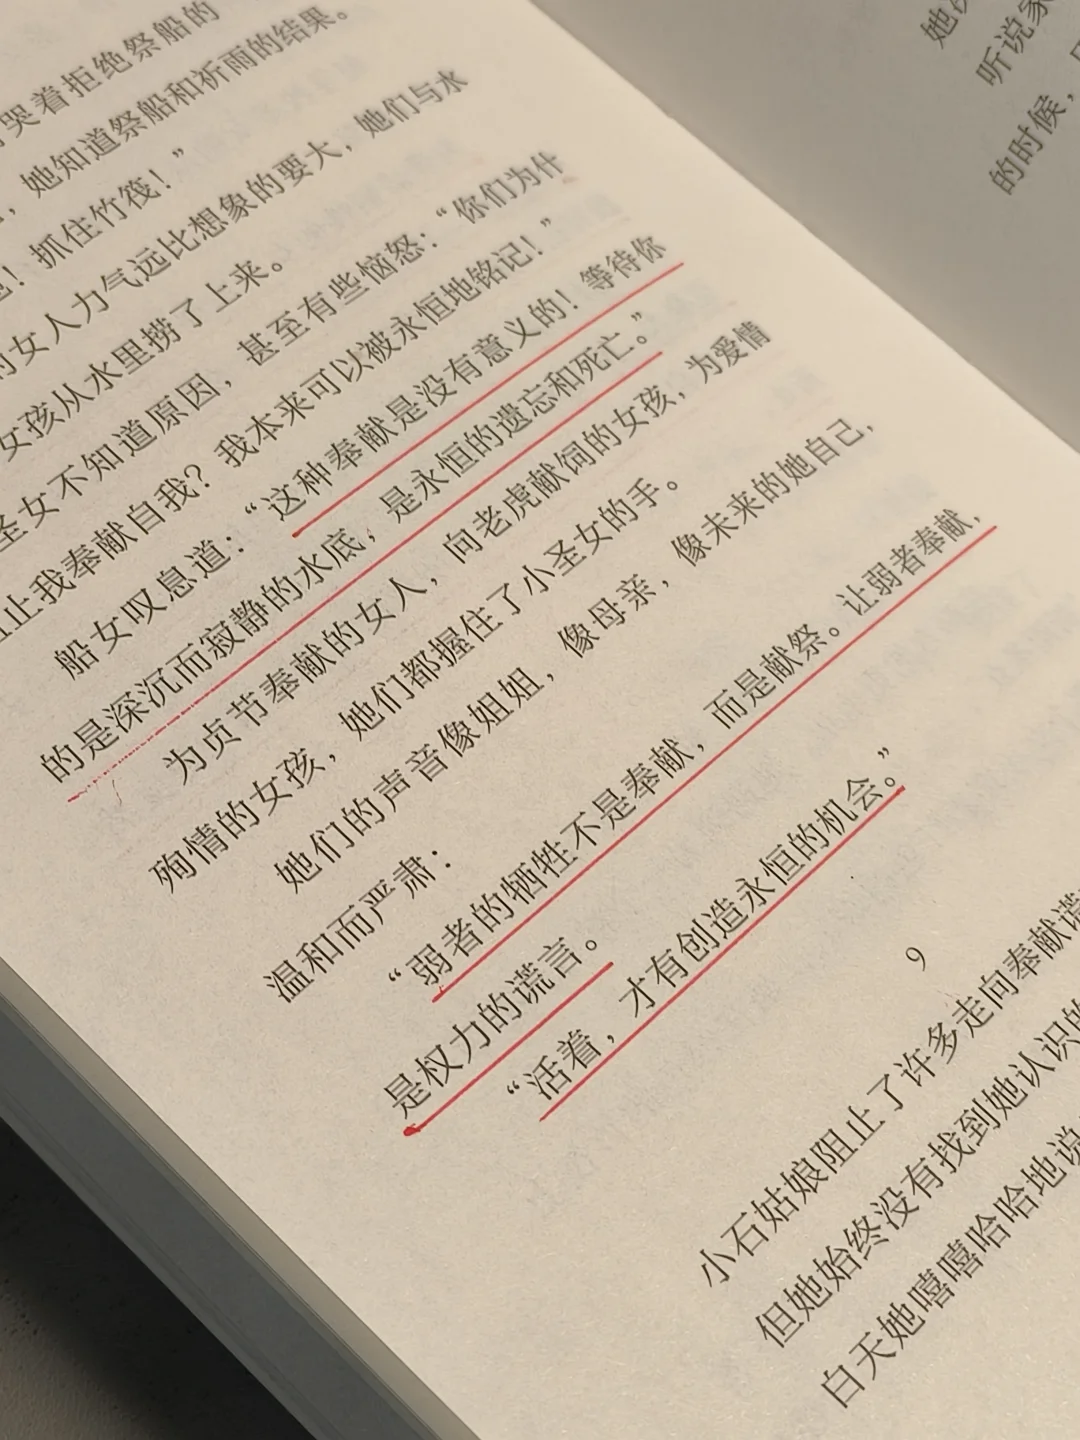 哭着拒绝祭船的
，她知道祭船和祈雨的结果。
！抓住竹筏！”
女人力气远比想象的要大，她们与水
女孩从水里捞了上来。
圣女不知道原因，甚至有些恼怒：“你们为什
止我奉献自我？我本来可以被永恒地铭记！”
船女叹息道：“这种奉献是没有意义的！等待你
的是深沉而寂静的水底，是永恒的遗忘和死亡。”
为贞节奉献的女人，向老虎献饲的女孩，为爱情
殉情的女孩，她们都握住了小圣女的手。
她们的声音像姐姐，像母亲，像未来的她自己，
温和而严肃：
“弱者的牺牲不是奉献，而是献祭。让弱者奉献，
是权力的谎言。
“活着，才有创造永恒的机会。”
9
小石姑娘阻止了许多走向奉献谎
但她始终没有找到她认识的
白天她嘻嘻哈哈地说
她
听说家
的时候，